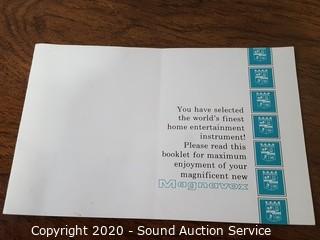 You have selected
the world's finest
home entertainment
instrument!
Please read this
booklet for maximum
enjoyment of your
magnificent new
Magnavox
Copyright 2020 - Sound Auction Service